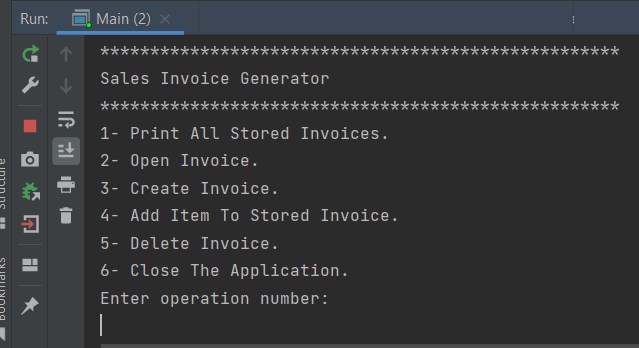 Run: Main (2)
****************************************************
Sales Invoice Generator
****************************************************
1- Print All Stored Invoices.
2- Open Invoice.
3- Create Invoice.
4- Add Item To Stored Invoice.
5- Delete Invoice.
6- Close The Application.
Enter operation number:
Structure
Bookmarks